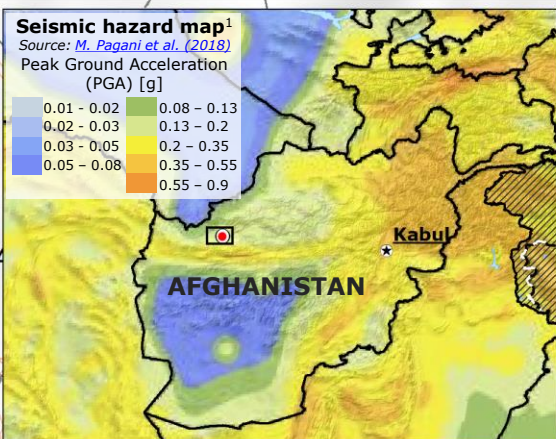 Seismic hazard map¹
Source: M. Pagani et al. (2018)
Peak Ground Acceleration
(PGA) [g]
0.01 - 0.02
0.02 - 0.03
0.03 - 0.05
0.05 - 0.08
0.08 – 0.13
0.13 - 0.2
0.2 - 0.35
0.35 - 0.55
0.55 - 0.9
Kabul
AFGHANISTAN